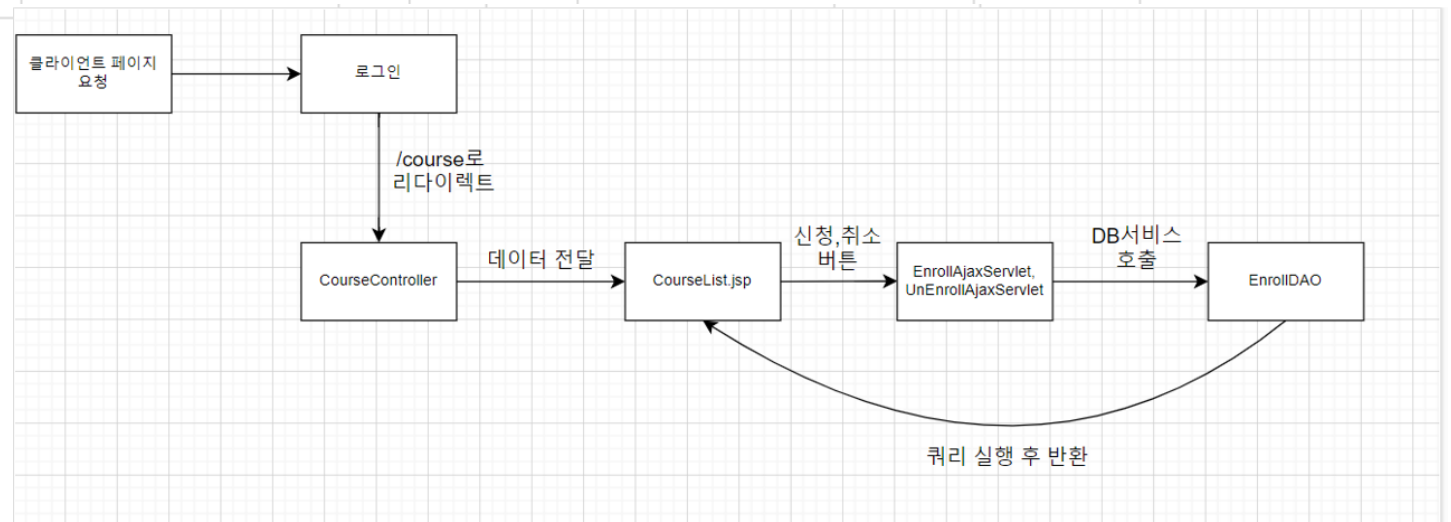 클라이언트 페이지
요청
로그인
/course로
리다이렉트
CourseController
데이터 전달
CourseList.jsp
신청,취소
버튼
EnrollAjaxServlet,
UnEnrollAjaxServlet
DB서비스
호출
EnrollDAO
쿼리 실행 후 반환